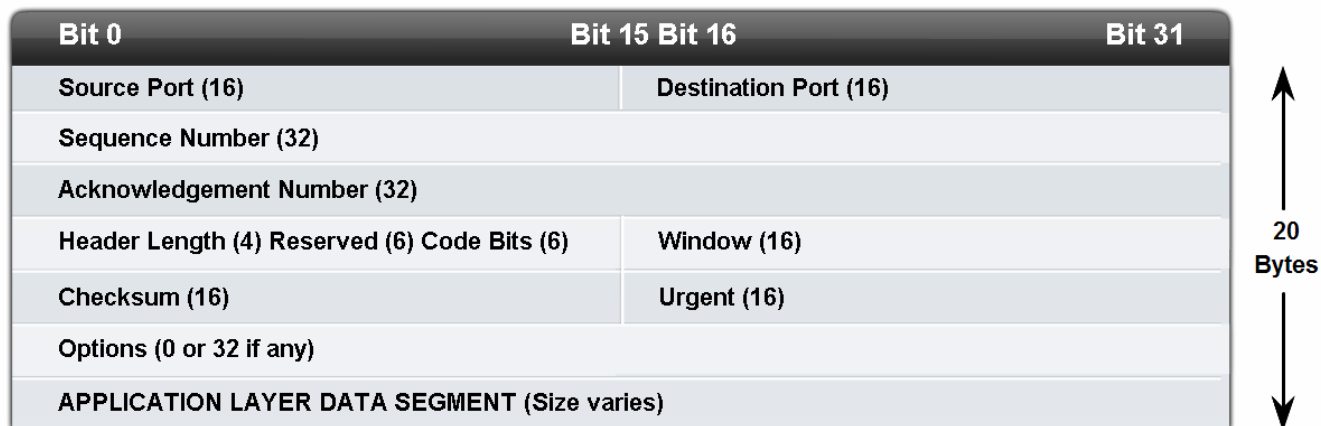 Bit 0 Bit 15 Bit 16 Bit 31
Source Port (16) Destination Port (16)
Sequence Number (32)
Acknowledgement Number (32)
Header Length (4) Reserved (6) Code Bits (6) Window (16)
Checksum (16) Urgent (16)
Options (0 or 32 if any)
APPLICATION LAYER DATA SEGMENT (Size varies)
20
Bytes